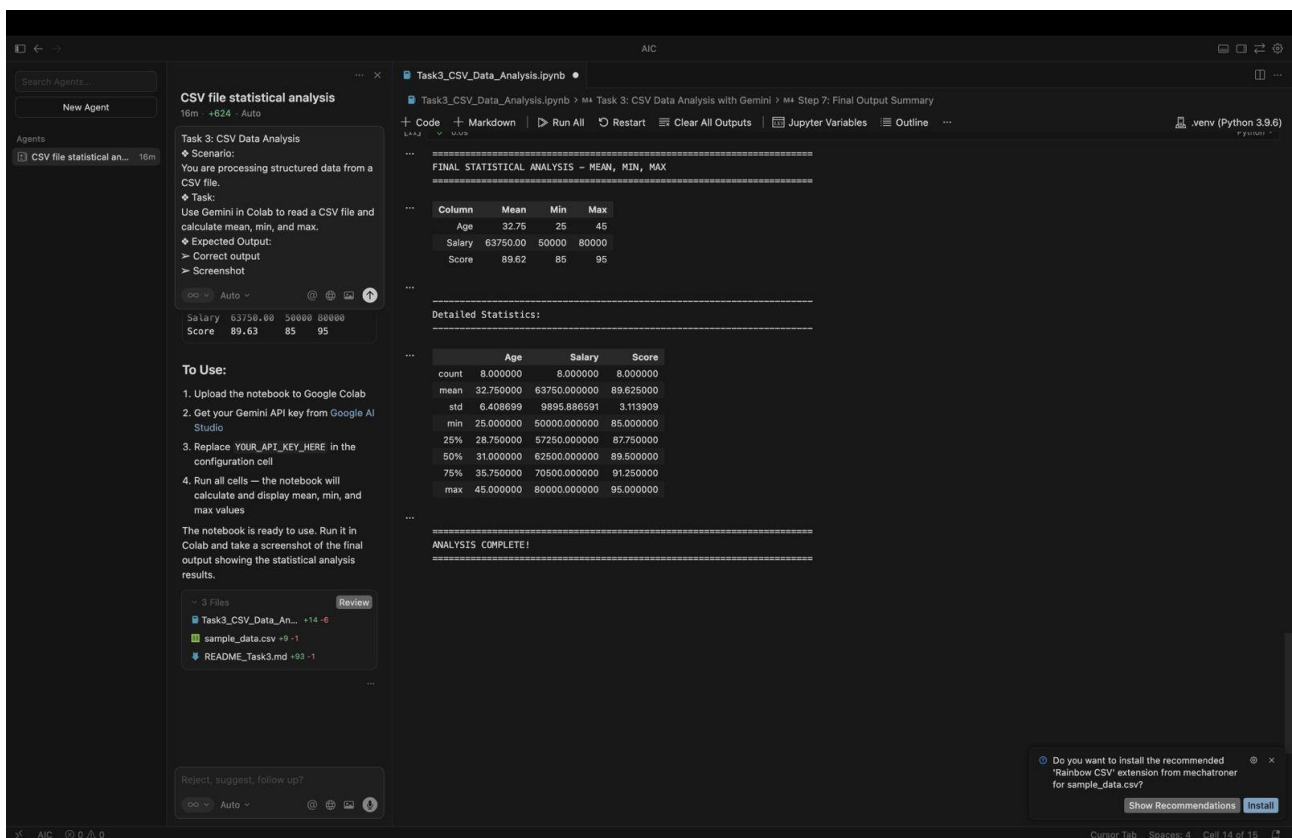 AIC
Search Agents...
New Agent
Agents
CSV file statistical an... 16m
CSV file statistical analysis
16m · +624 · Auto
Task 3: CSV Data Analysis
❖ Scenario:
You are processing structured data from a
CSV file.
❖ Task:
Use Gemini in Colab to read a CSV file and
calculate mean, min, and max.
❖ Expected Output:
➢ Correct output
➢ Screenshot
Auto
Salary 63750.00 50000 80000
Score 89.63 85 95
To Use:
1. Upload the notebook to Google Colab
2. Get your Gemini API key from Google AI
Studio
3. Replace YOUR_API_KEY_HERE in the
configuration cell
4. Run all cells — the notebook will
calculate and display mean, min, and
max values
The notebook is ready to use. Run it in
Colab and take a screenshot of the final
output showing the statistical analysis
results.
3 Files Review
Task3_CSV_Data_An... +14 -6
sample_data.csv +9 -1
README_Task3.md +93 -1
Reject, suggest, follow up?
Auto
Task3_CSV_Data_Analysis.ipynb
Task3_CSV_Data_Analysis.ipynb > M↓ Task 3: CSV Data Analysis with Gemini > M↓ Step 7: Final Output Summary
+ Code + Markdown Run All Restart Clear All Outputs Jupyter Variables Outline ... .venv (Python 3.9.6)
0.0s Python
FINAL STATISTICAL ANALYSIS – MEAN, MIN, MAX
Column Mean Min Max
Age 32.75 25 45
Salary 63750.00 50000 80000
Score 89.62 85 95
Detailed Statistics:
Age Salary Score
count 8.000000 8.000000 8.000000
mean 32.750000 63750.000000 89.625000
std 6.408699 9895.886591 3.113909
min 25.000000 50000.000000 85.000000
25% 28.750000 57250.000000 87.750000
50% 31.000000 62500.000000 89.500000
75% 35.750000 70500.000000 91.250000
max 45.000000 80000.000000 95.000000
ANALYSIS COMPLETE!
Do you want to install the recommended
'Rainbow CSV' extension from mechatroner
for sample_data.csv?
Show Recommendations Install
AIC 0 0 Cursor Tab Spaces: 4 Cell 14 of 15